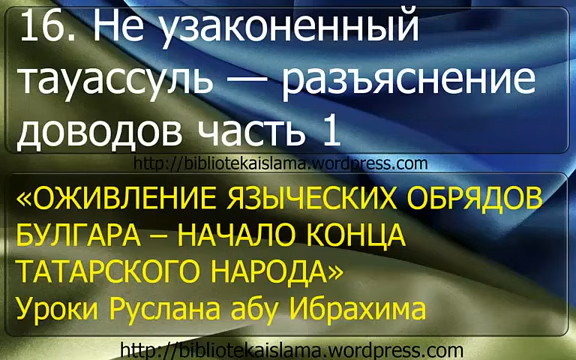 16. Не узаконенный
тауассуль — разъяснение
доводов часть 1
http://bibliotekaislama.wordpress.com
«ОЖИВЛЕНИЕ ЯЗЫЧЕСКИХ ОБРЯДОВ
БУЛГАРА – НАЧАЛО КОНЦА
ТАТАРСКОГО НАРОДА»
Уроки Руслана абу Ибрахима
http://bibliotekaislama.wordpress.com